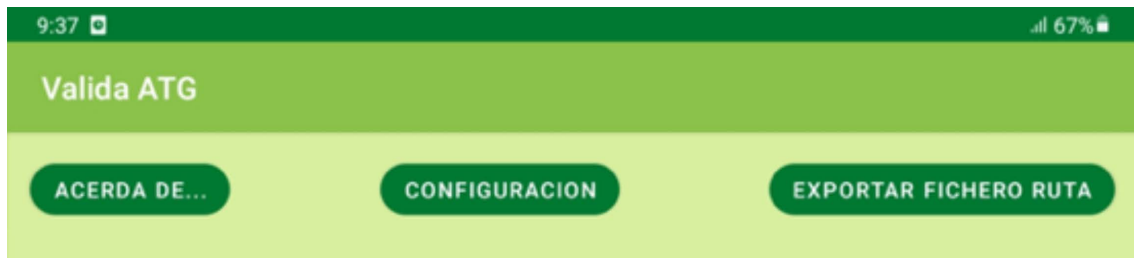 9:37 67%
Valida ATG
ACERDA DE... CONFIGURACION EXPORTAR FICHERO RUTA